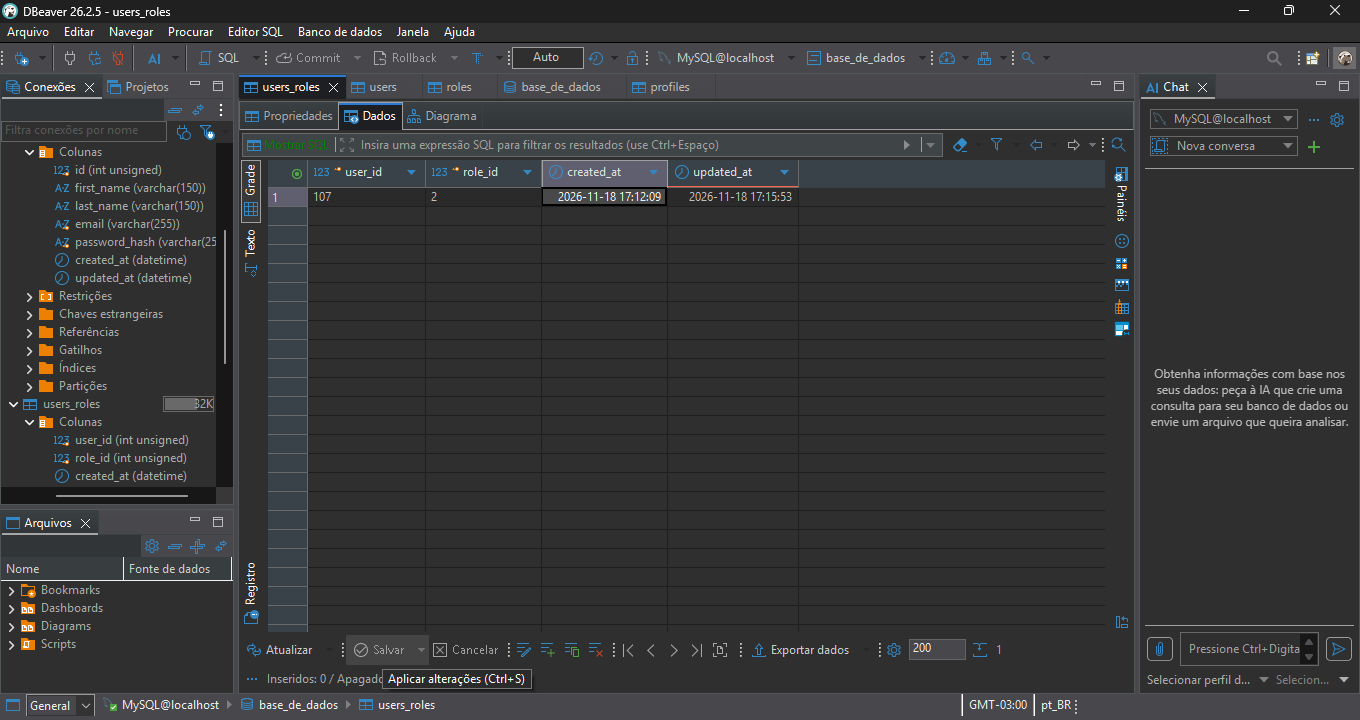 DBeaver 26.2.5 - users_roles
Arquivo Editar Navegar Procurar Editor SQL Banco de dados Janela Ajuda
AI SQL Commit Rollback T Auto MySQL@localhost base_de_dados
Conexões Projetos
Filtra conexões por nome
Colunas
123 id (int unsigned)
A-Z first_name (varchar(150))
A-Z last_name (varchar(150))
A-Z email (varchar(255))
A-Z password_hash (varchar(25
created_at (datetime)
updated_at (datetime)
Restrições
Chaves estrangeiras
Referências
Gatilhos
Índices
Partições
users_roles 32K
Colunas
123 user_id (int unsigned)
123 role_id (int unsigned)
created_at (datetime)
Arquivos
Nome Fonte de dados
Bookmarks
Dashboards
Diagrams
Scripts
users_roles users roles base_de_dados profiles
Propriedades Dados Diagrama
Mostrar SQL Insira uma expressão SQL para filtrar os resultados (use Ctrl+Espaço)
Grade
Texto
Registro
123 user_id 123 role_id created_at updated_at
1 107 2 2026-11-18 17:12:09 2026-11-18 17:15:53
Painéis
Atualizar Salvar Cancelar Exportar dados 200 1
Inseridos: 0 / Apagado
Aplicar alterações (Ctrl+S)
AI Chat
MySQL@localhost
Nova conversa
Obtenha informações com base nos
seus dados: peça à IA que crie uma
consulta para seu banco de dados ou
envie um arquivo que queira analisar.
Pressione Ctrl+Digita
Selecionar perfil d... Selecion...
General MySQL@localhost base_de_dados users_roles GMT-03:00 pt_BR